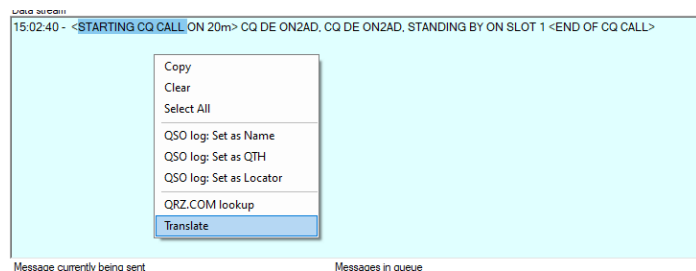 Data stream
15:02:40 - <STARTING CQ CALL ON 20m> CQ DE ON2AD, CQ DE ON2AD, STANDING BY ON SLOT 1 <END OF CQ CALL>
Copy
Clear
Select All
QSO log: Set as Name
QSO log: Set as QTH
QSO log: Set as Locator
QRZ.COM lookup
Translate
Message currently being sent
Messages in queue